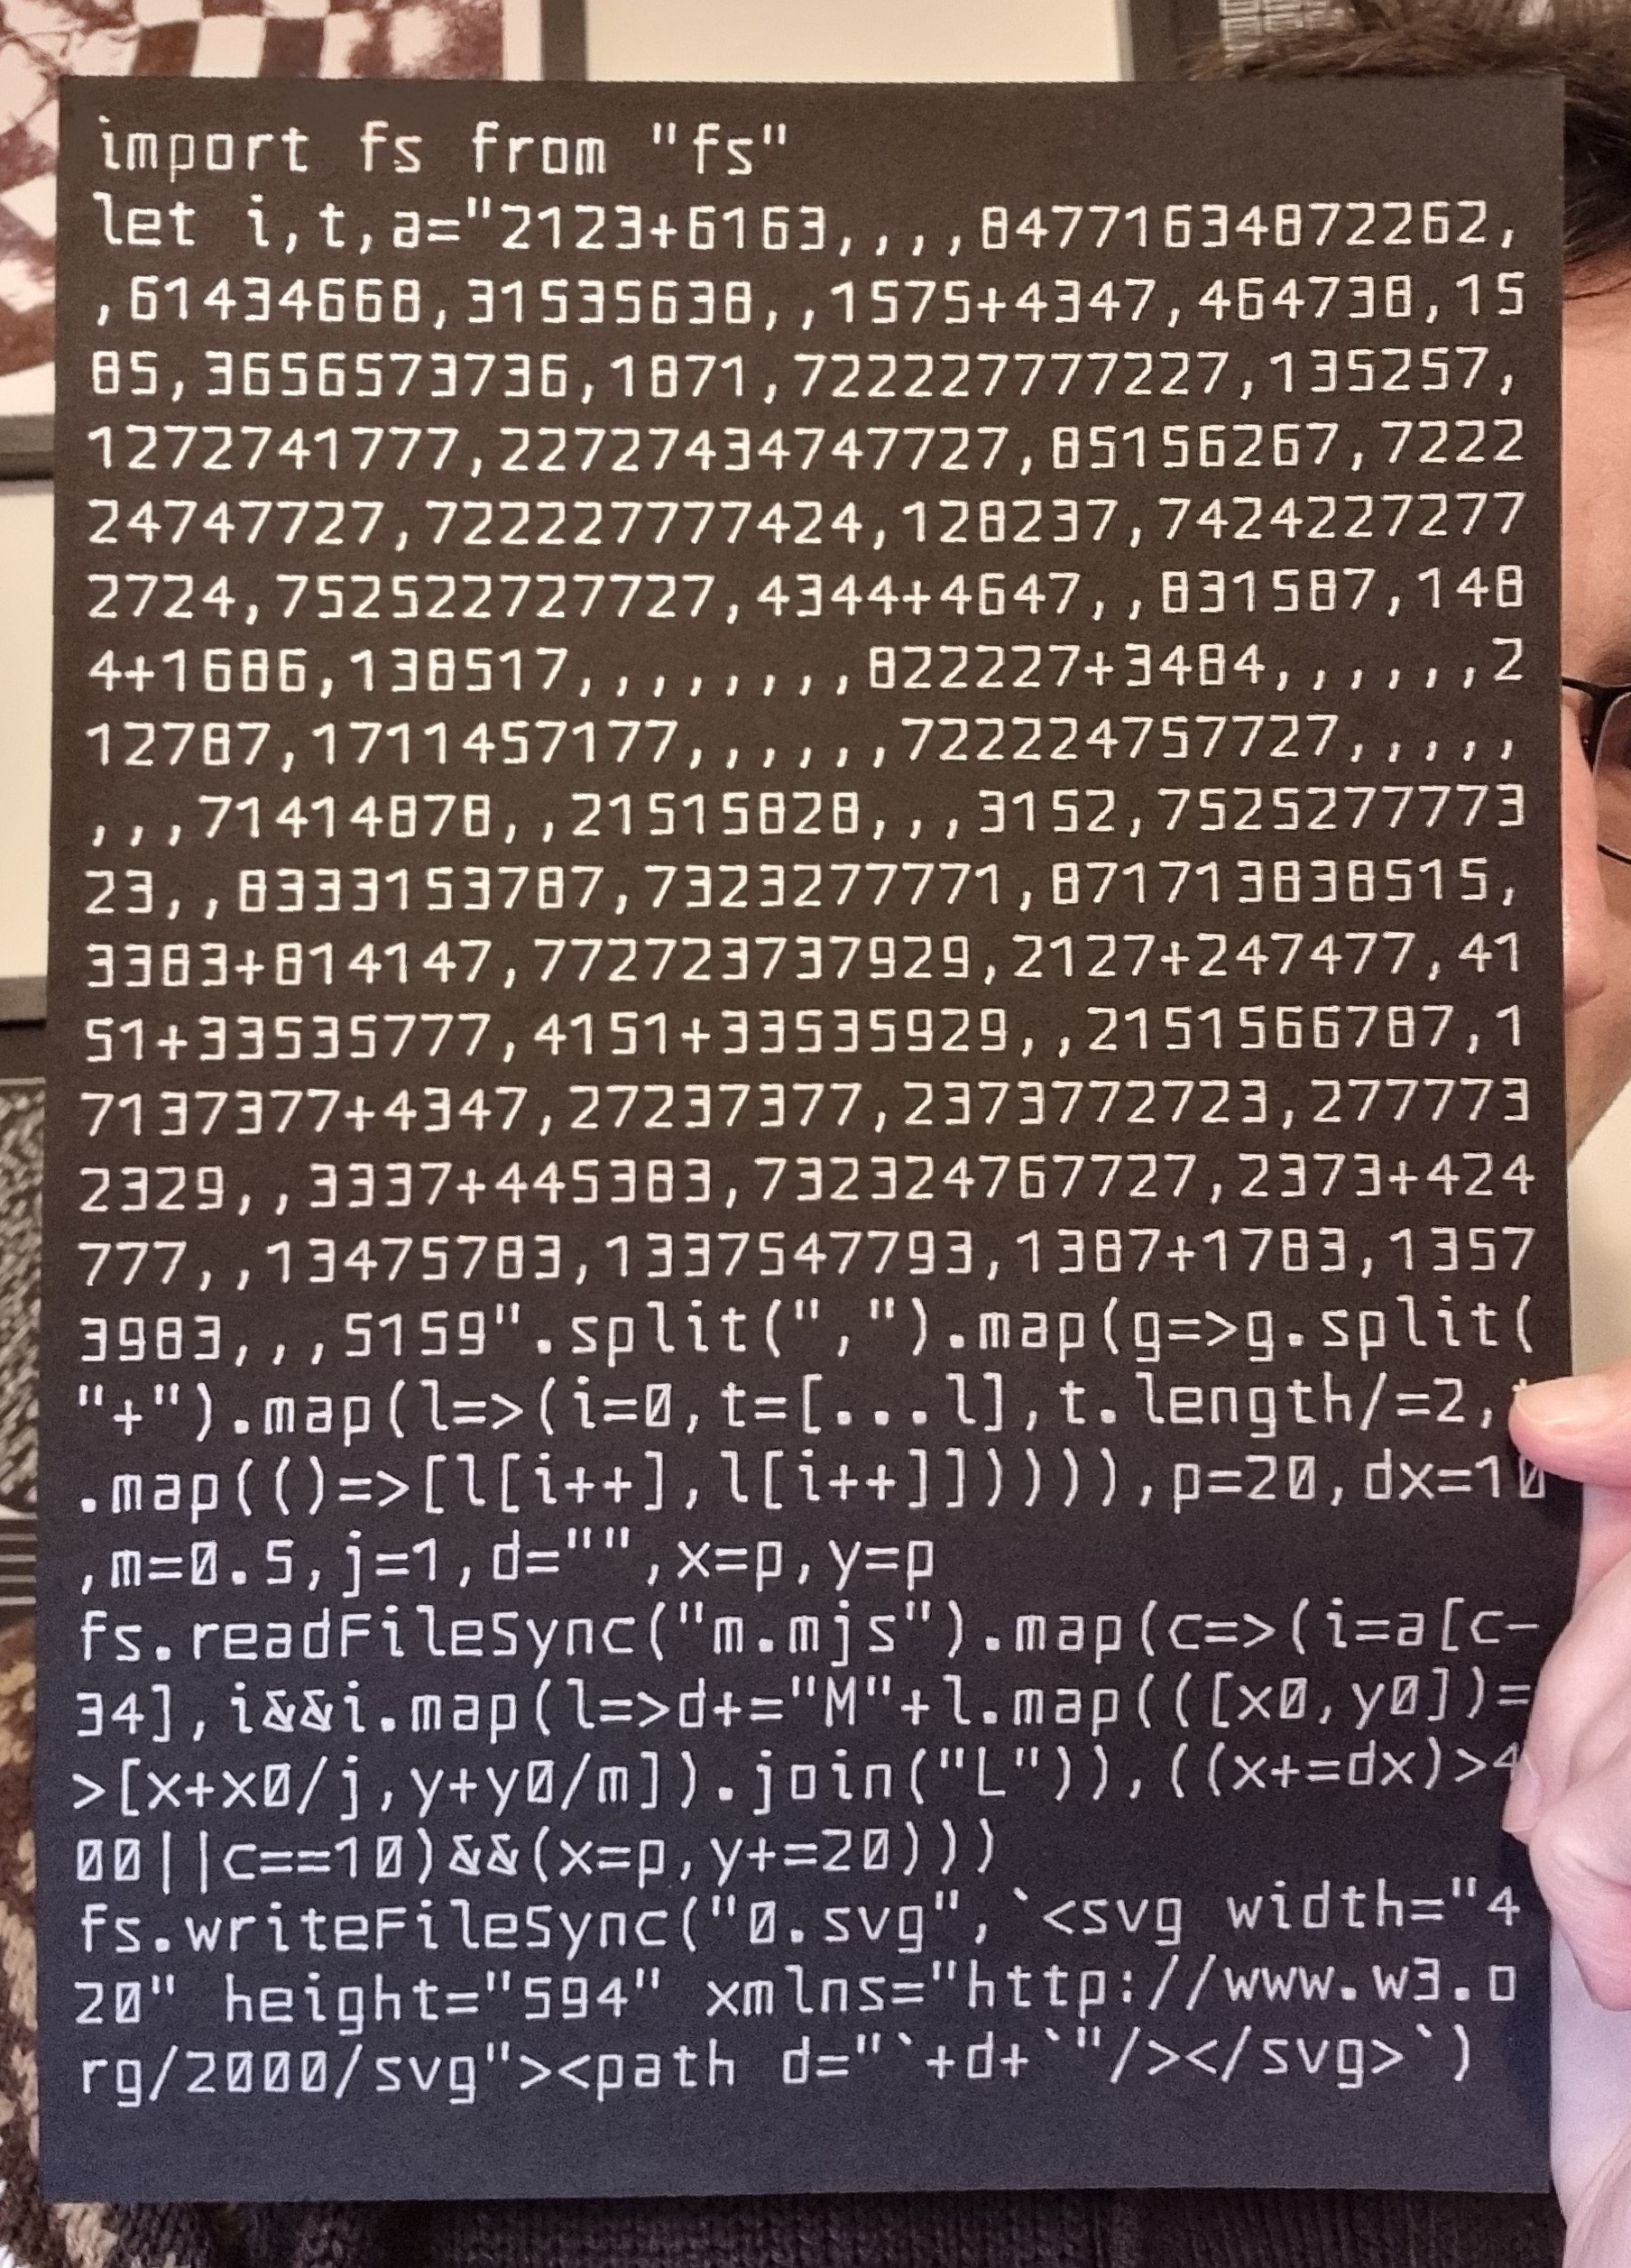 import fs from "fs"
let i,t,a="2123+6163,,,,84771634872262,
,61434668,31535638,,1575+4347,464738,15
85,3656573736,1871,722227777227,135257,
1272741777,22727434747727,85156267,7222
24747727,722227777424,128237,7424227277
2724,752522727727,4344+4647,,831587,148
4+1686,138517,,,,,,,,822227+3484,,,,,,2
12787,1711457177,,,,,,722224757727,,,,,
,,,71414878,,21515828,,,3152,7525277773
23,,8333153787,7323277771,871713838515,
3383+814147,772723737929,2127+247477,41
51+33535777,4151+33535929,,2151566787,1
7137377+4347,27237377,2373772723,277773
2329,,3337+445383,732324767727,2373+424
777,,13475783,1337547793,1387+1783,1357
3983,,,5159".split(",").map(g=>g.split(
"+").map(l=>(i=0,t=[...l],t.length/=2,
.map(()=>[l[i++],l[i++]])))),p=20,dx=10
,m=0.5,j=1,d="",x=p,y=p
fs.readFileSync("m.mjs").map(c=>(i=a[c-
34],i&&i.map(l=>d+="M"+l.map(([x0,y0])=
>[x+x0/j,y+y0/m]).join("L")),((x+=dx)>4
00||c==10)&&(x=p,y+=20)))
fs.writeFileSync("0.svg",`<svg width="4
20" height="594" xmlns="http://www.w3.o
rg/2000/svg"><path d="`+d+`"/></svg>`)